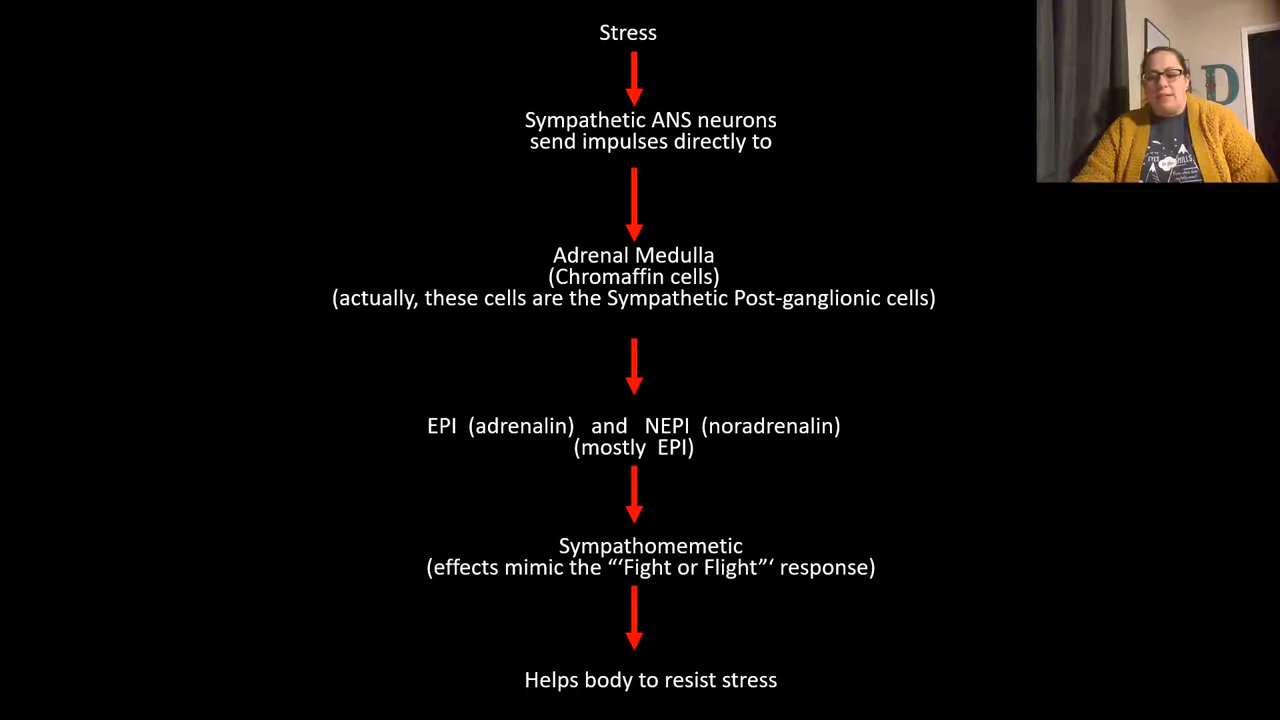 Stress
Sympathetic ANS neurons
send impulses directly to
Adrenal Medulla
(Chromaffin cells)
(actually, these cells are the Sympathetic Post-ganglionic cells)
EPI (adrenalin) and NEPI (noradrenalin)
(mostly EPI)
Sympathomemetic
(effects mimic the “‘Fight or Flight”‘ response)
Helps body to resist stress
D